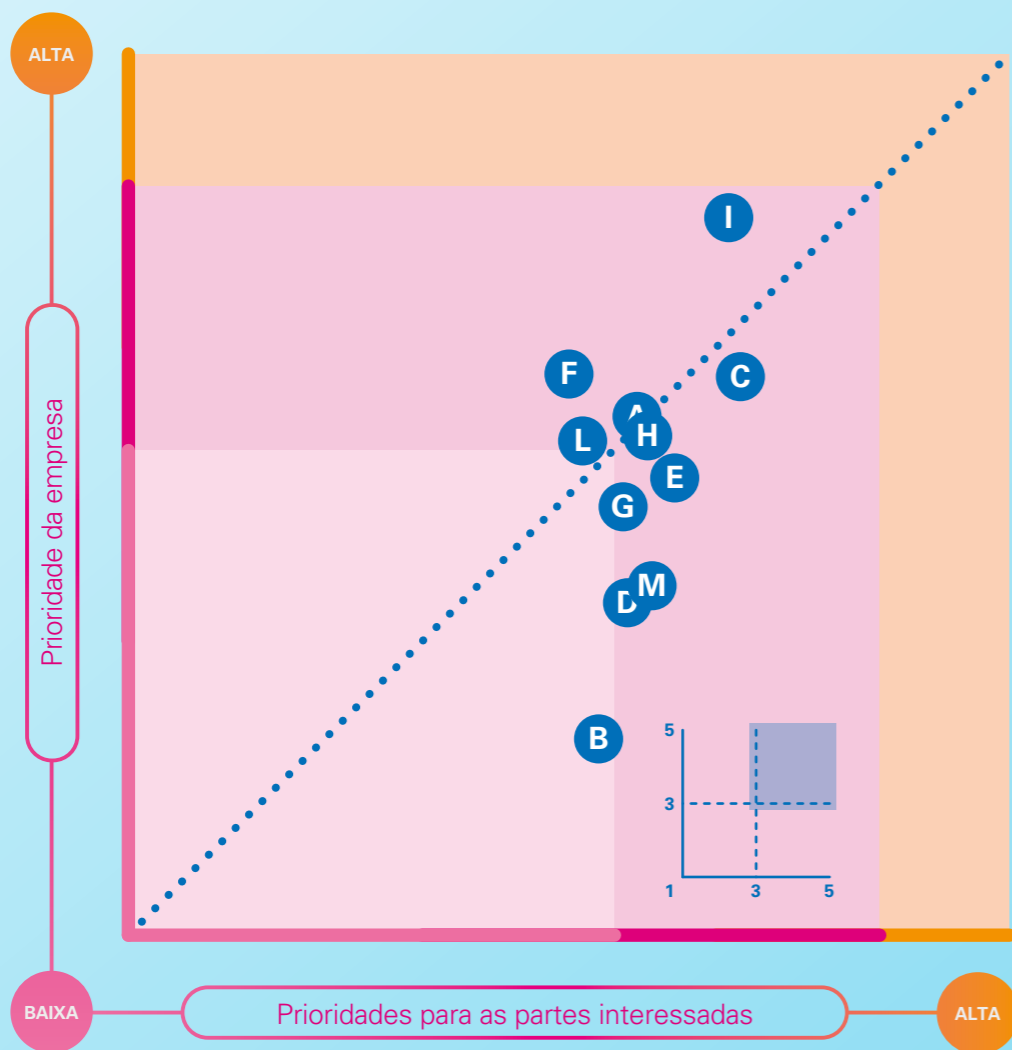 ALTA
Prioridade da empresa
I
F
C
A
H
L
E
G
M
D
B
5
3
1
3
5
BAIXA
Prioridades para as partes interessadas
ALTA